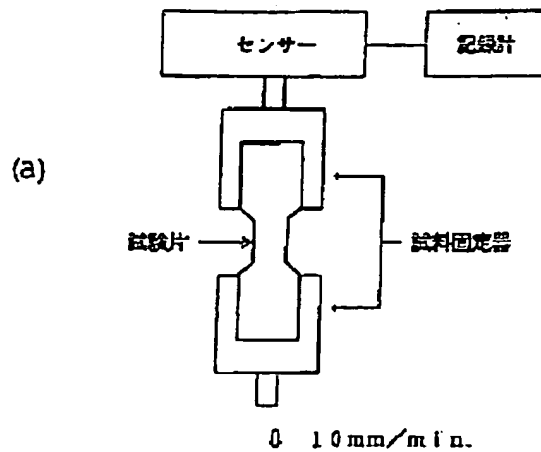 センサー
記録計
(a)
試験片
試料固定器
⇩ 10mm/min.